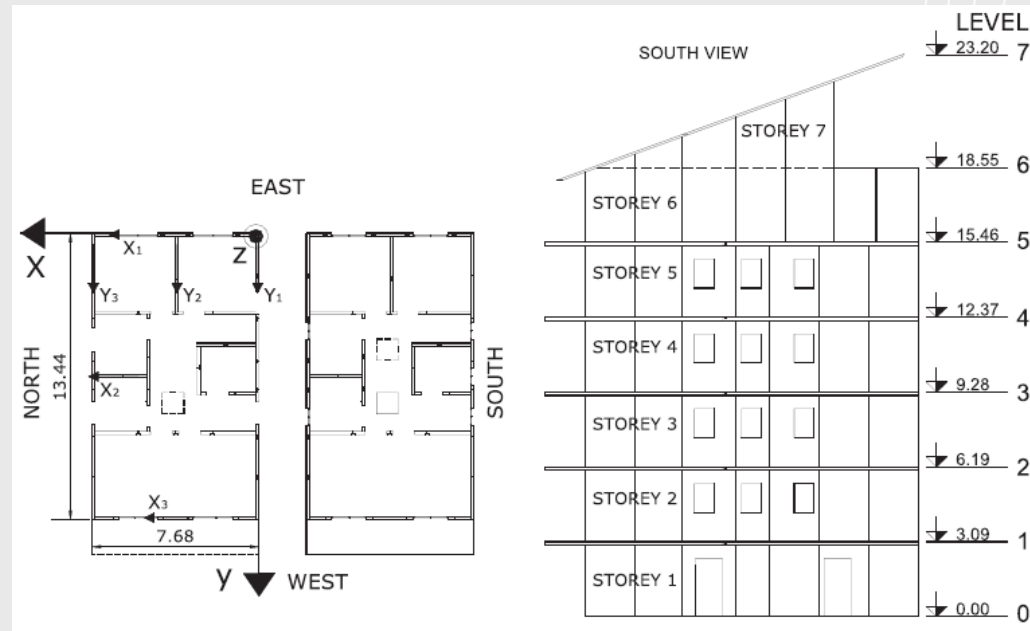 LEVEL
SOUTH VIEW
23.20 7
STOREY 7
18.55 6
EAST
STOREY 6
X1
Z
15.46 5
X
Y3
Y2
Y1
STOREY 5
12.37 4
NORTH
13.44
X2
SOUTH
STOREY 4
9.28 3
STOREY 3
6.19 2
X3
STOREY 2
7.68
3.09 1
y
WEST
STOREY 1
0.00 0